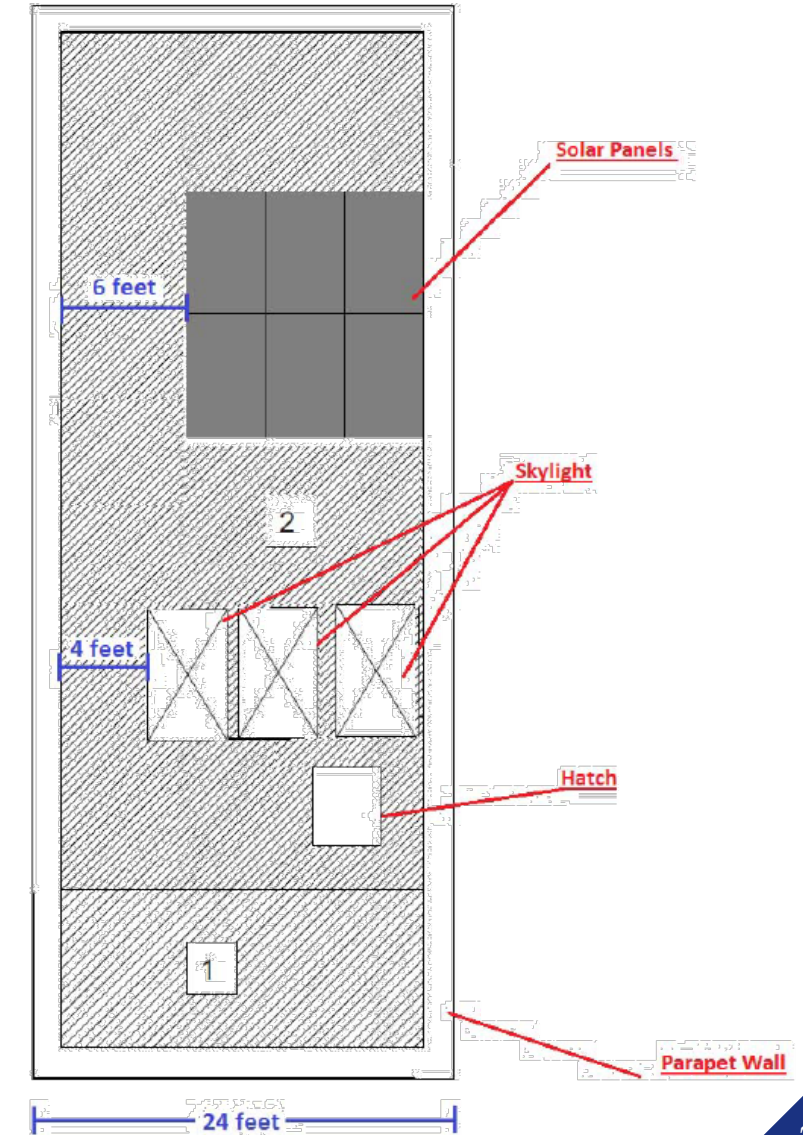 Solar Panels
6 feet
Skylight
2
4 feet
Hatch
1
Parapet Wall
24 feet